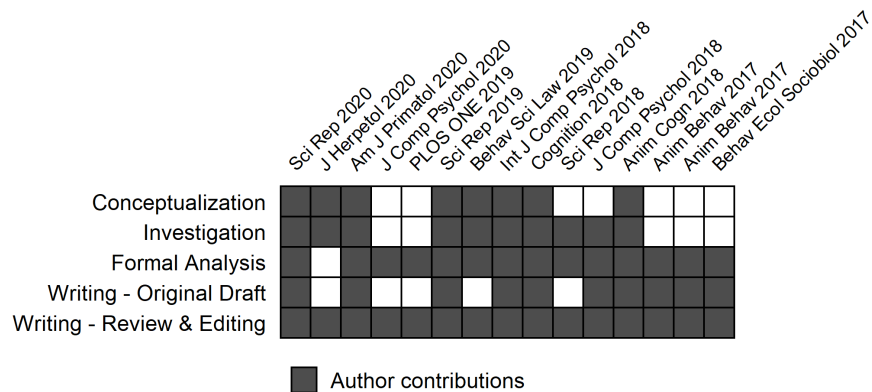 Sci Rep 2020
J Herpetol 2020
Am J Primatol 2020
J Comp Psychol 2020
PLOS ONE 2019
Sci Rep 2019
Behav Sci Law 2019
Int J Comp Psychol 2018
Cognition 2018
Sci Rep 2018
J Comp Psychol 2018
Anim Cogn 2018
Anim Behav 2017
Anim Behav 2017
Behav Ecol Sociobiol 2017
Conceptualization
Investigation
Formal Analysis
Writing - Original Draft
Writing - Review & Editing
Author contributions